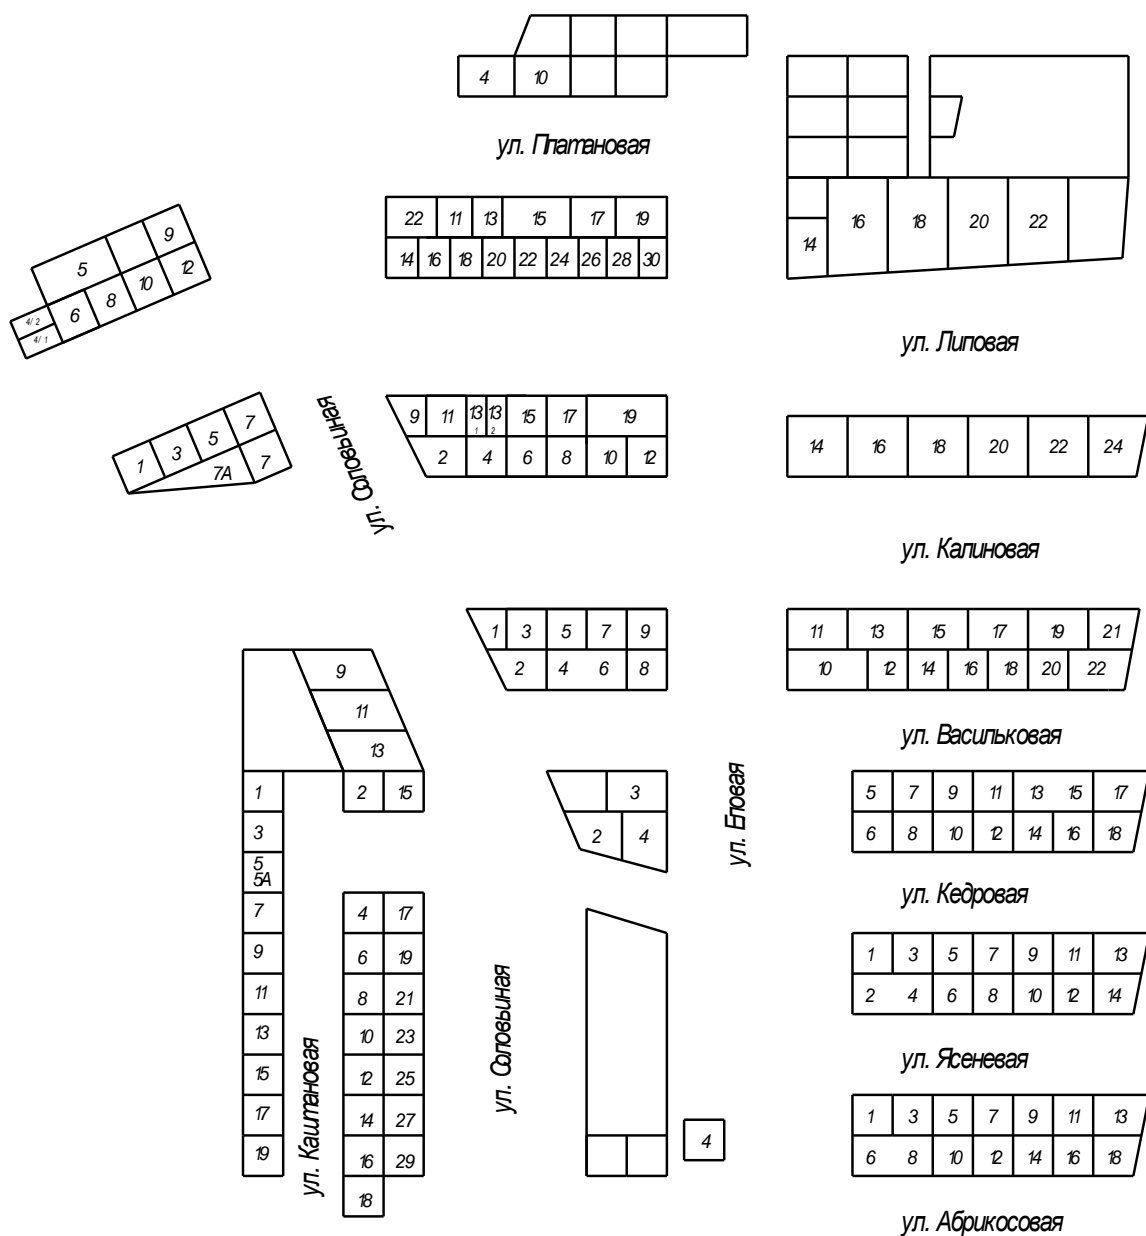 4 10
ул. Платановая
22 11 13 15 17 19
14 16 18 20 22 24 26 28 30
16 18 20 22
14
9
5
12
10
8
6
4/2
4/1
ул. Липовая
7
5
3
1
7А 7
ул. Соловьиная
9 11 13 1 13 2 15 17 19
2 4 6 8 10 12
14 16 18 20 22 24
ул. Калиновая
1 3 5 7 9
2 4 6 8
11 13 15 17 19 21
10 12 14 16 18 20 22
ул. Васильковая
9
11
13
2 15
1
3
5
5А
7
9
11
13
15
17
19
ул. Каштановая
4 17
6 19
8 21
10 23
12 25
14 27
16 29
18
ул. Соловьиная
3
2 4
4
ул. Еловая
5 7 9 11 13 15 17
6 8 10 12 14 16 18
ул. Кедровая
1 3 5 7 9 11 13
2 4 6 8 10 12 14
ул. Ясеневая
1 3 5 7 9 11 13
6 8 10 12 14 16 18
ул. Абрикосовая